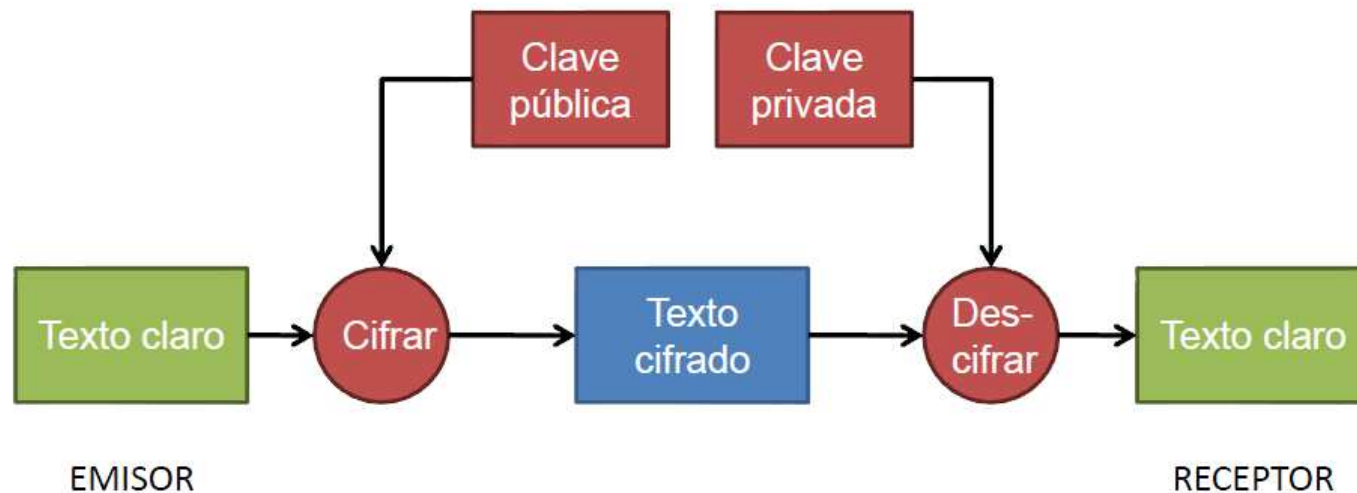 Clave
pública
Clave
privada
Texto claro
Cifrar
Texto
cifrado
Des-
cifrar
Texto claro
EMISOR
RECEPTOR